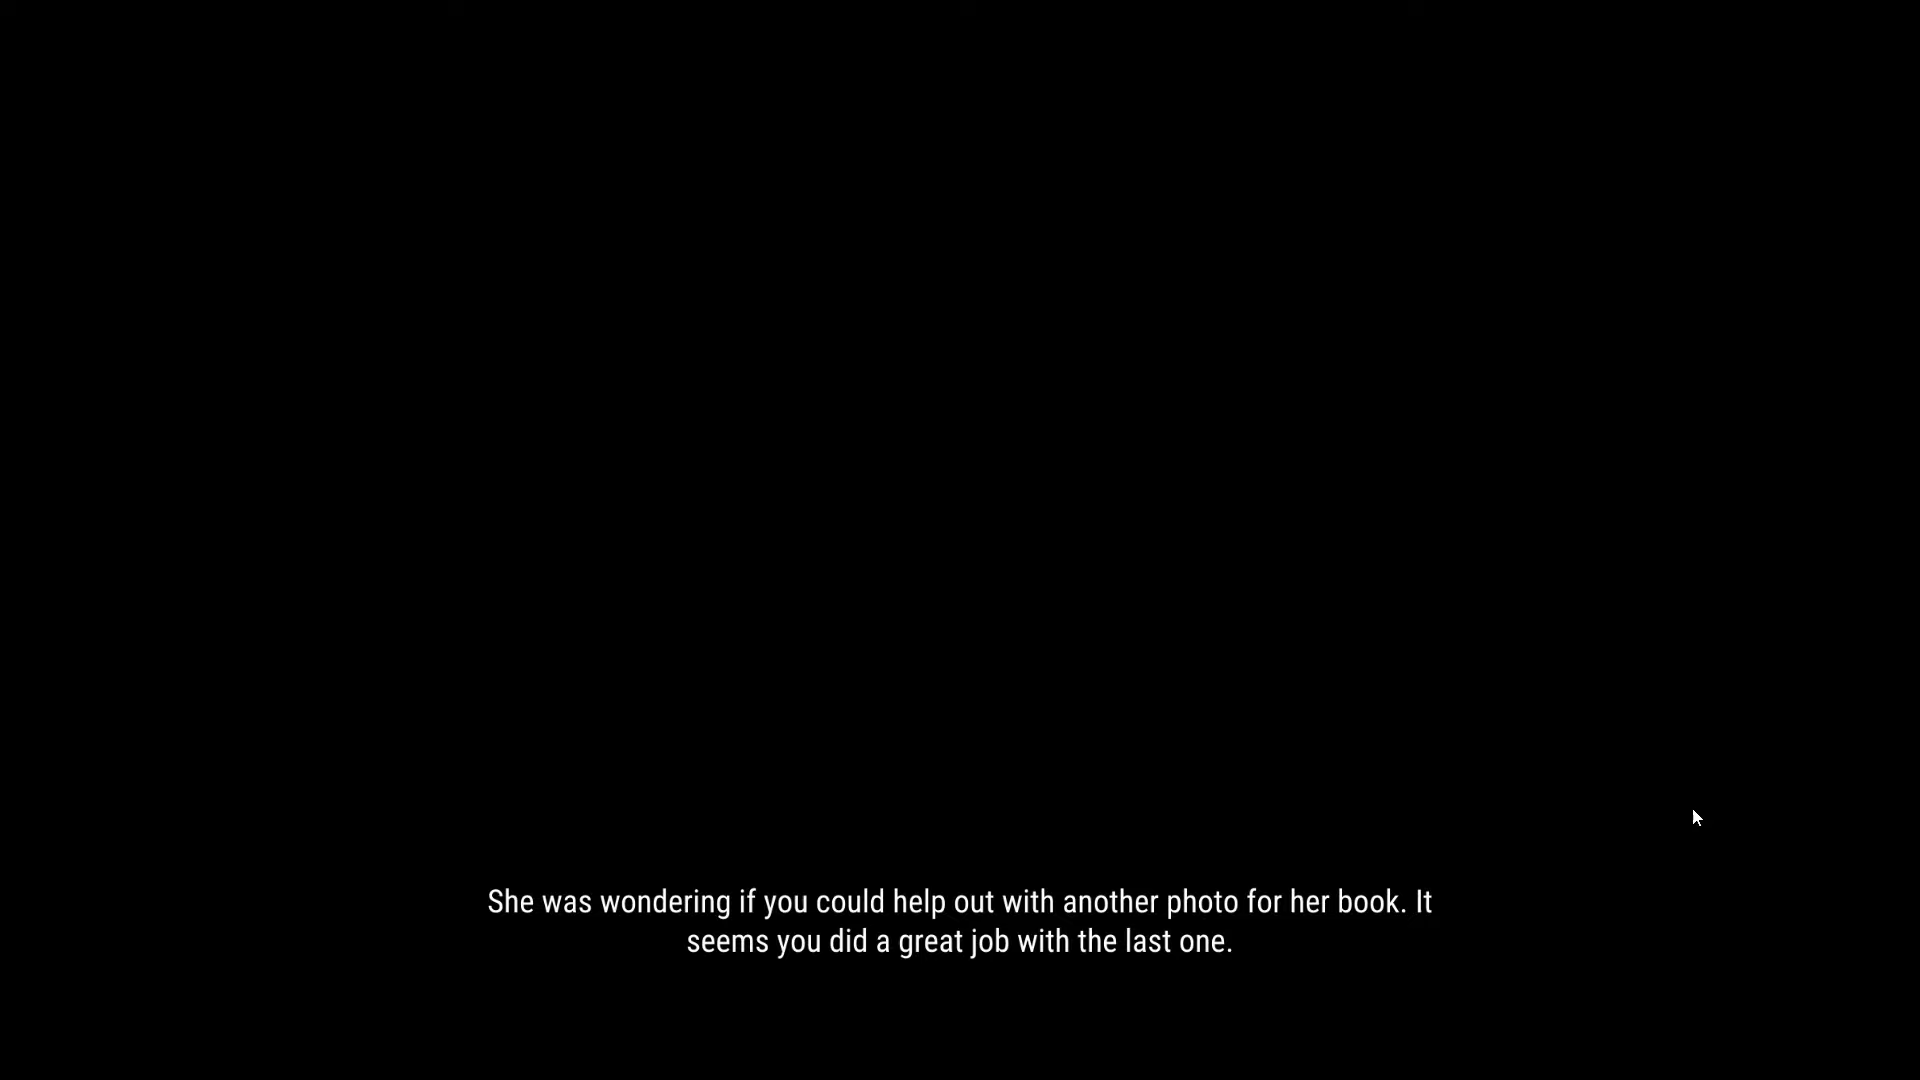 She was wondering if you could help out with another photo for her book. It
seems you did a great job with the last one.